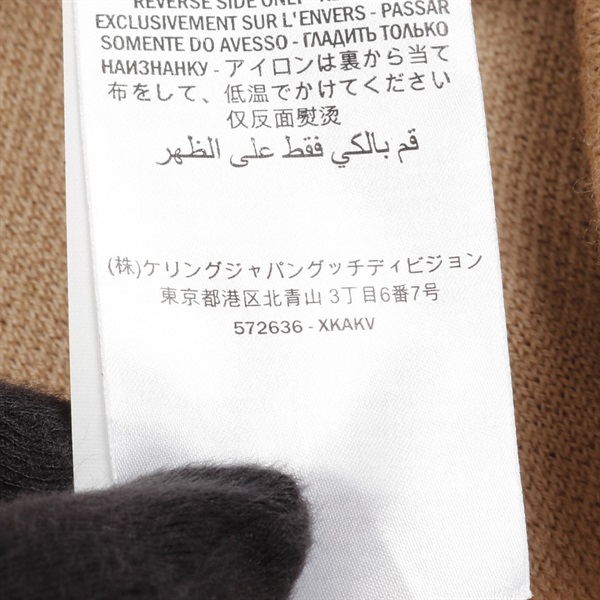 REVERSE SIDE ONLY
EXCLUSIVEMENT SUR L'ENVERS - PASSAR
SOMENTE DO AVESSO - ГЛАДИТЬ ТОЛЬКО
НАИЗНАНКУ - アイロンは裏から当て
布をして、低温でかけてください
仅反面熨烫
قم بالكي فقط على الظهر
(株)ケリングジャパングッチディビジョン
東京都港区北青山 3丁目6番7号
572636 - XKAKV